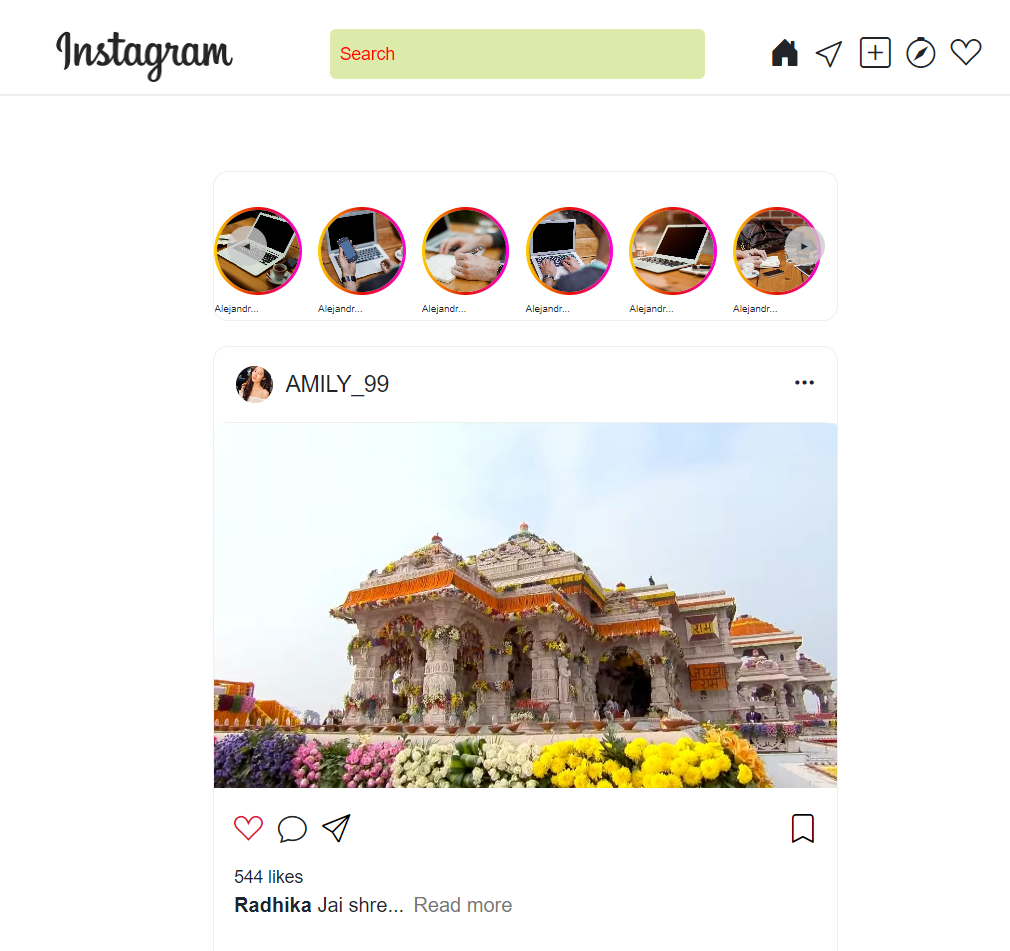 Instagram
Search
Alejandr... Alejandr... Alejandr... Alejandr... Alejandr... Alejandr...
AMILY_99
राम
544 likes
Radhika Jai shre... Read more